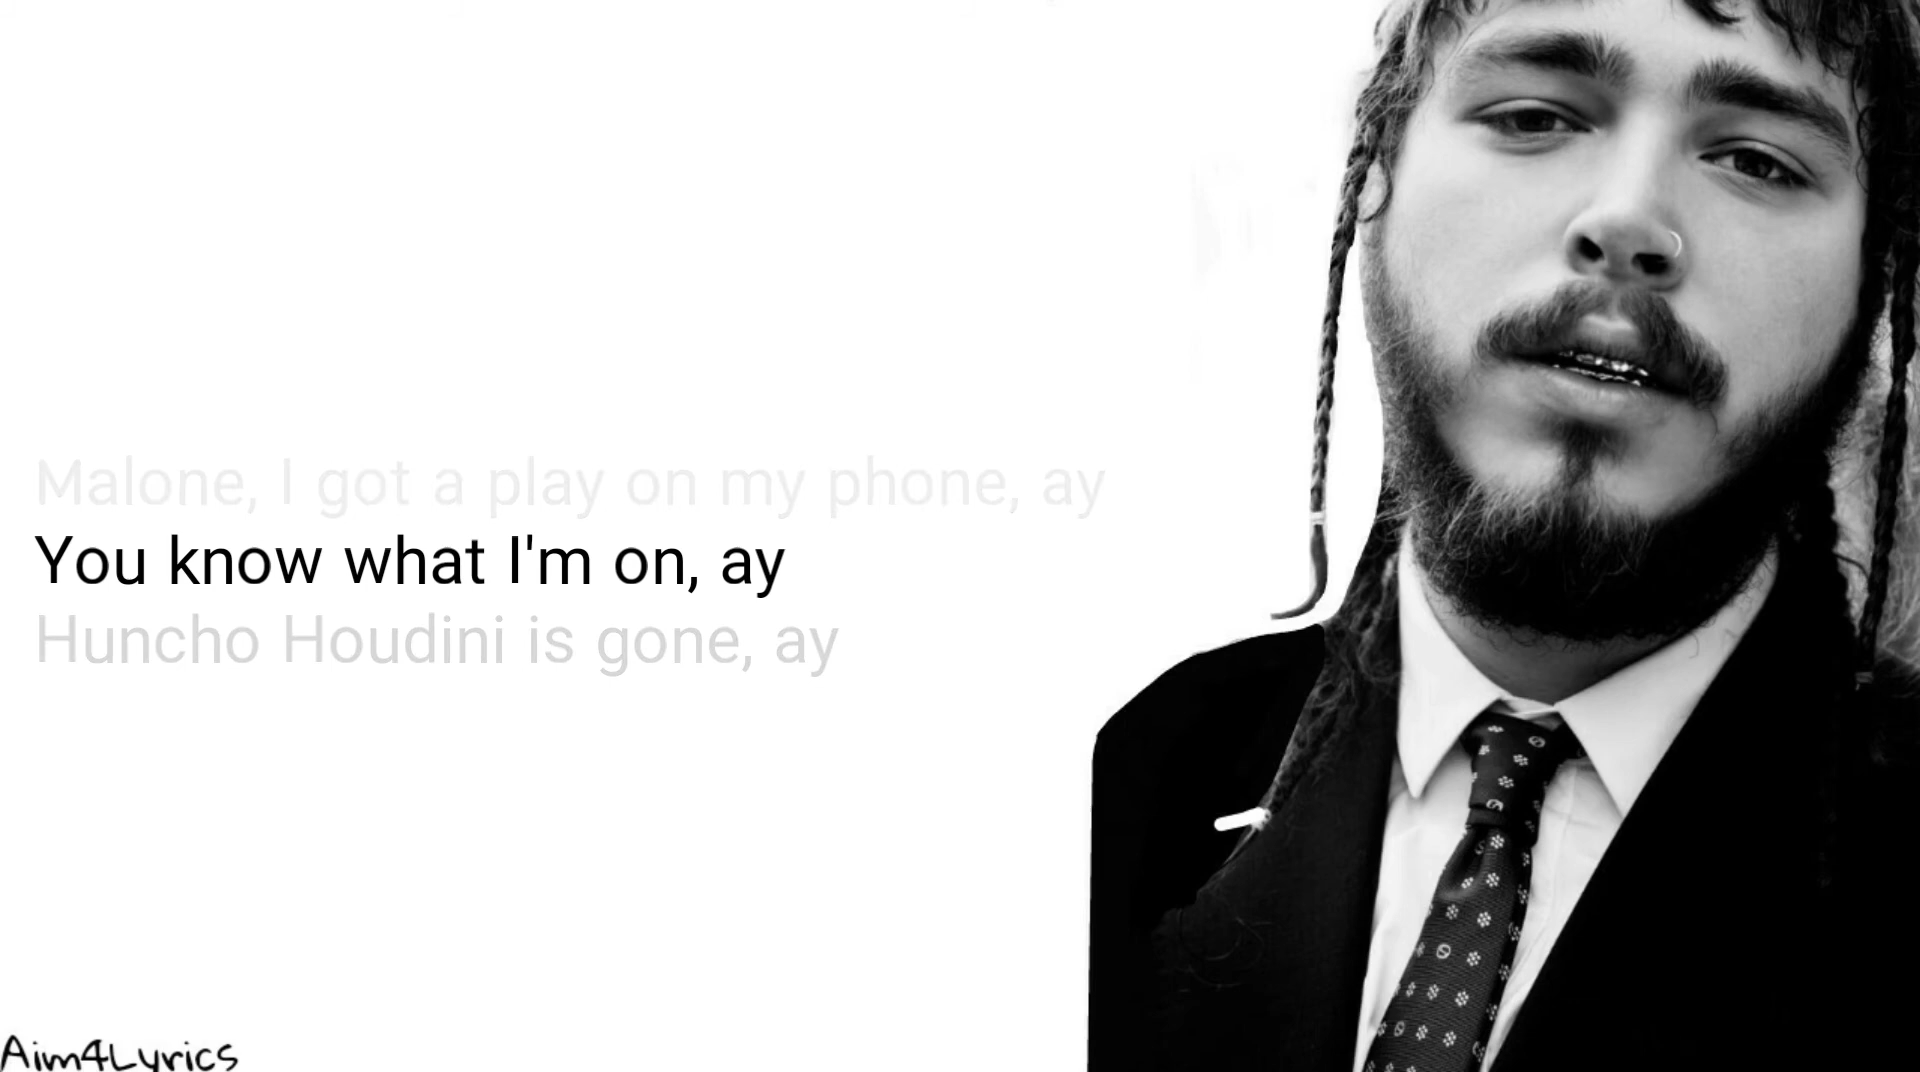 Malone, I got a play on my phone, ay
You know what I'm on, ay
Huncho Houdini is gone, ay
Aim4Lyrics